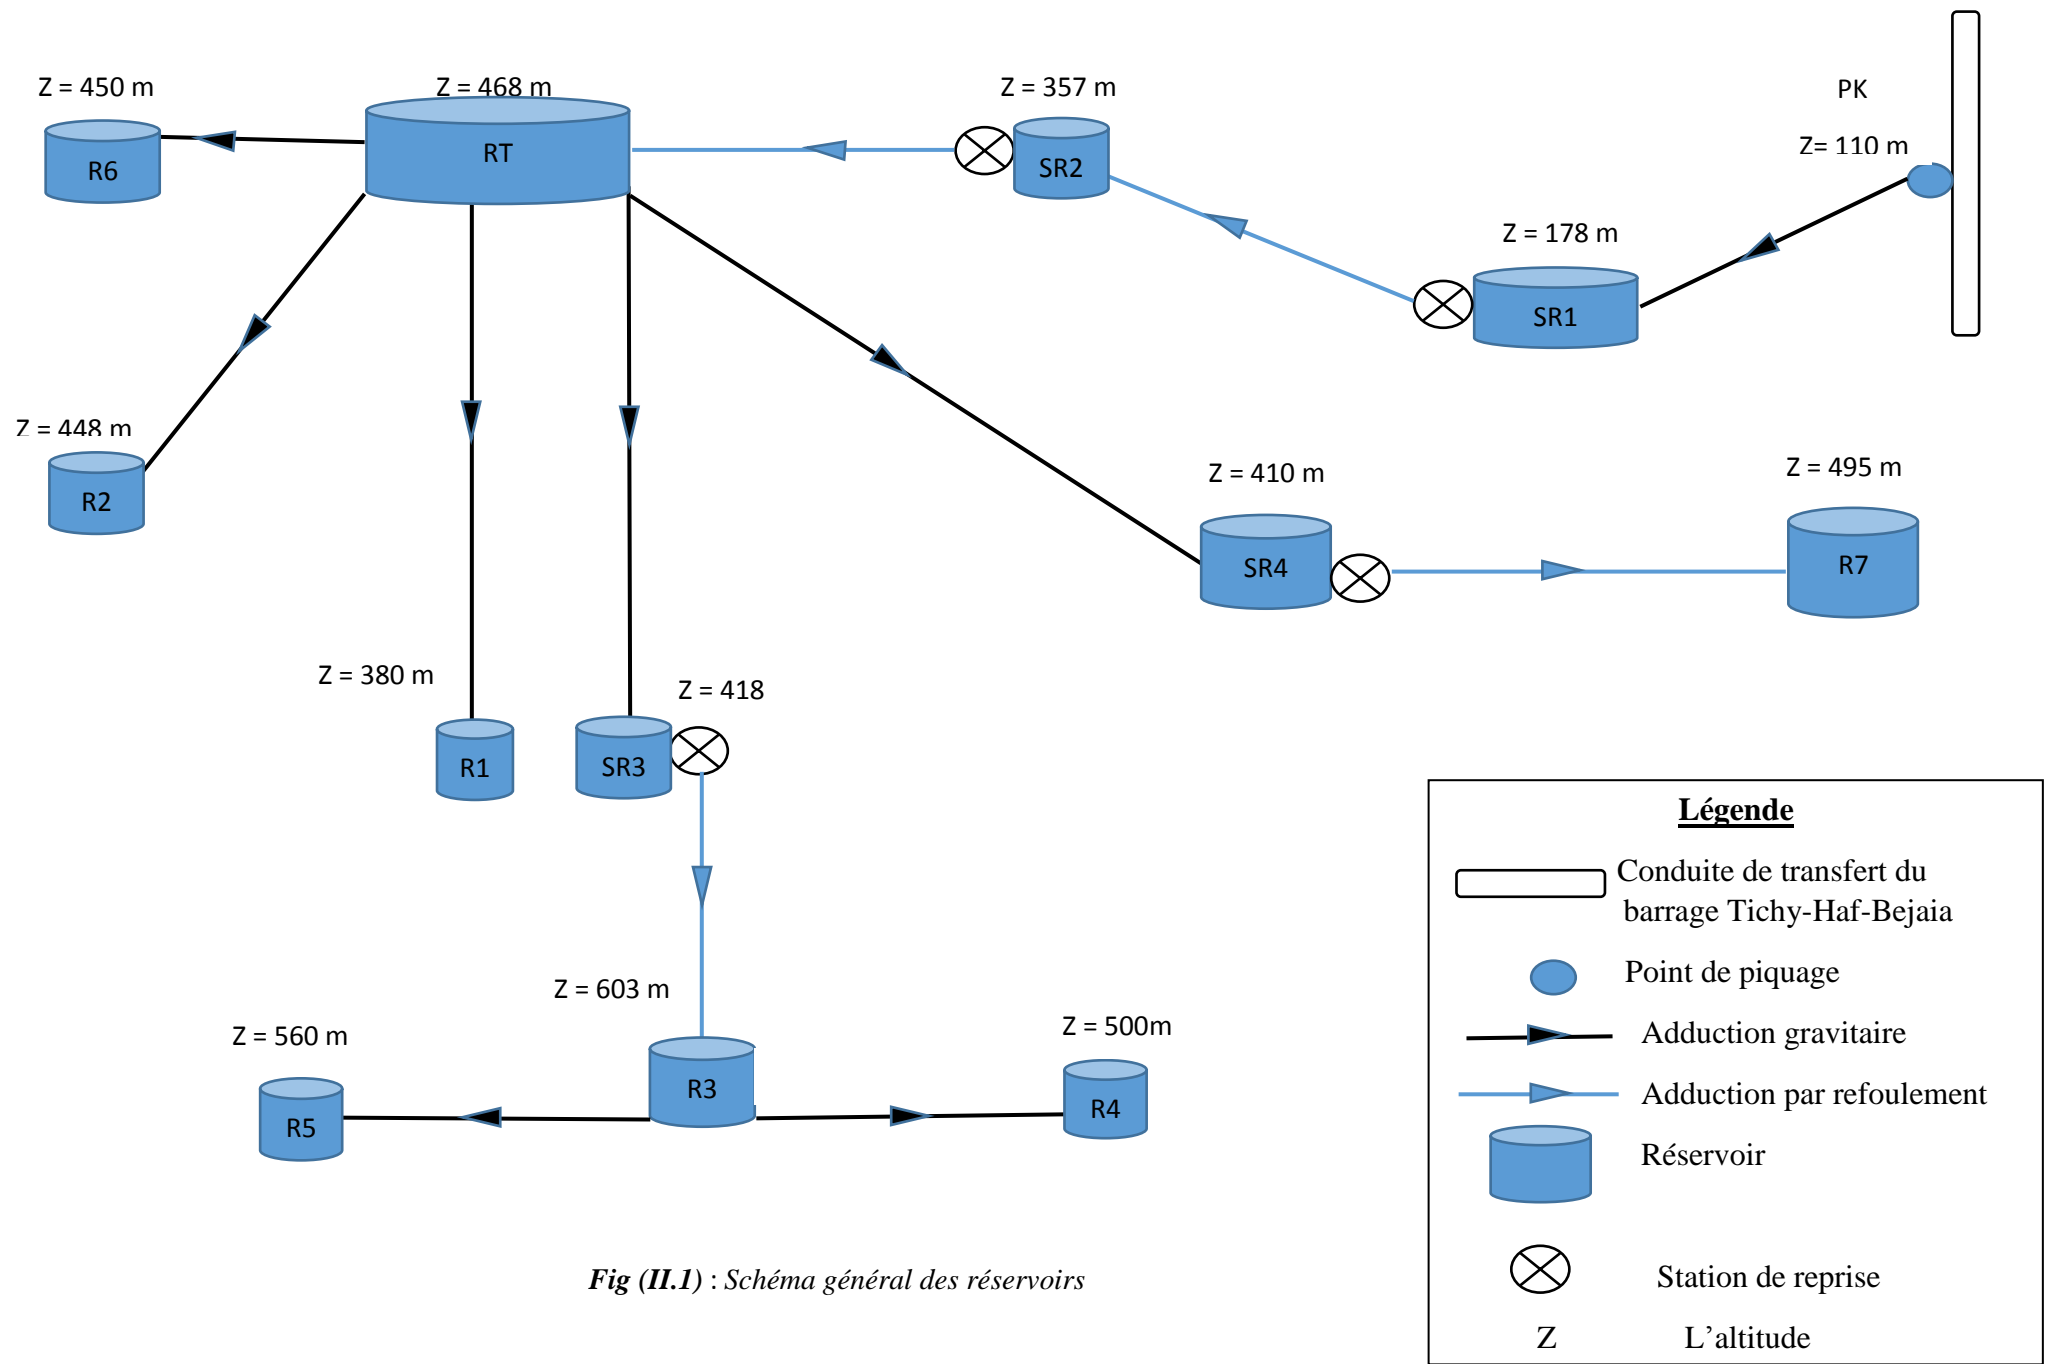 Z = 450 m
Z = 468 m
Z = 357 m
PK
Z= 110 m
R6
RT
SR2
Z = 178 m
SR1
Z = 448 m
R2
Z = 410 m
Z = 495 m
SR4
R7
Z = 380 m
Z = 418
R1
SR3
Z = 603 m
Z = 560 m
Z = 500m
R5
R3
R4
Légende
Conduite de transfert du
barrage Tichy-Haf-Bejaia
Point de piquage
Adduction gravitaire
Adduction par refoulement
Réservoir
Station de reprise
Z L’altitude
Fig (II.1) : Schéma général des réservoirs